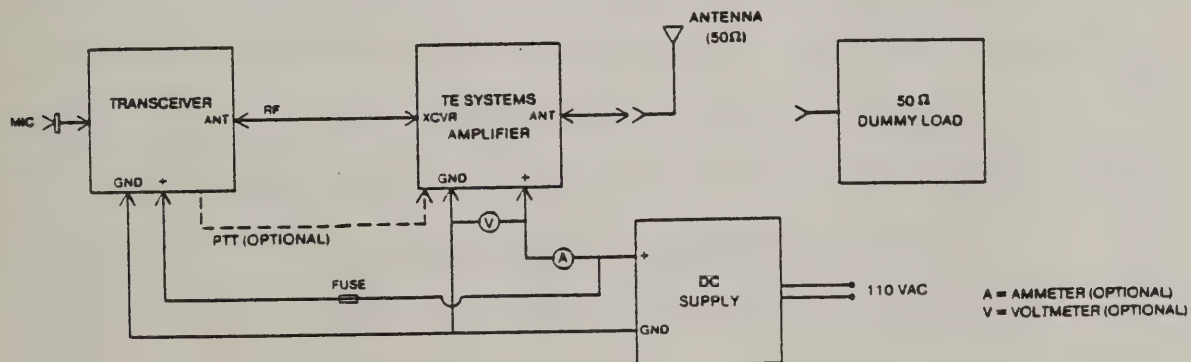 ANTENNA
(50Ω)
TRANSCEIVER
MIC
ANT
RF
GND
+
TE SYSTEMS
XCVR
ANT
AMPLIFIER
GND
+
50 Ω
DUMMY LOAD
PTT (OPTIONAL)
V
A
FUSE
+
DC
SUPPLY
GND
110 VAC
A = AMMETER (OPTIONAL)
V = VOLTMETER (OPTIONAL)